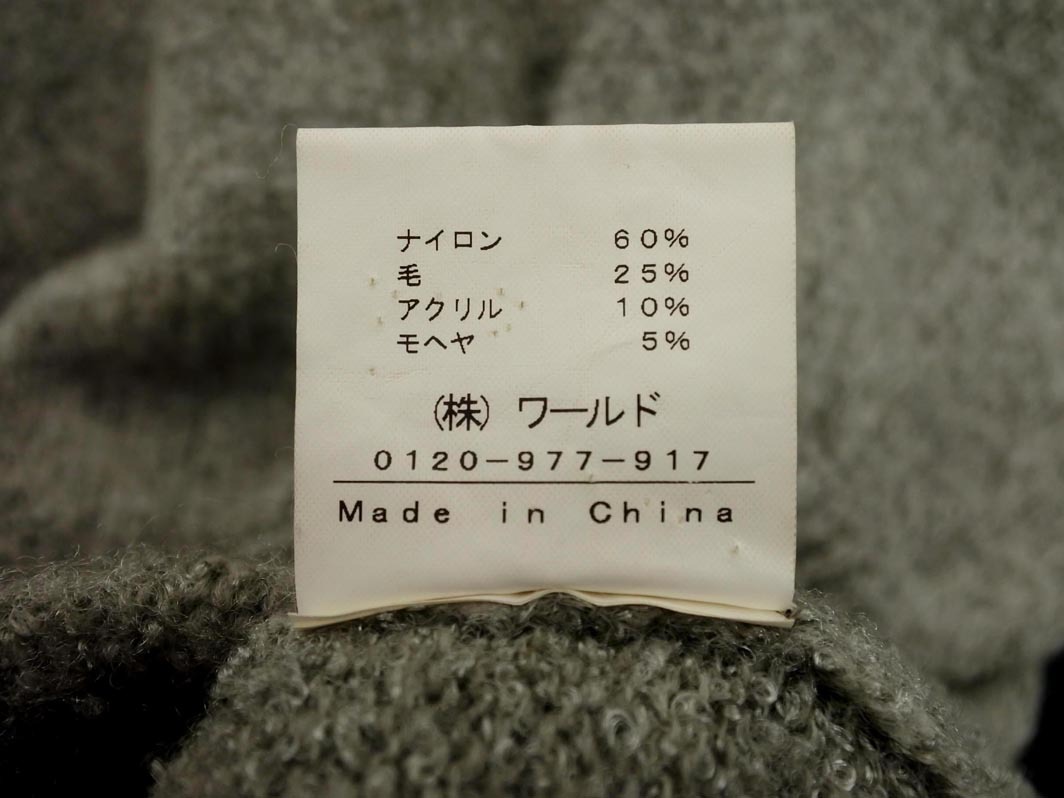 ナイロン 60%
毛 25%
アクリル 10%
モヘヤ 5%
(株) ワールド
0120-977-917
Made in China